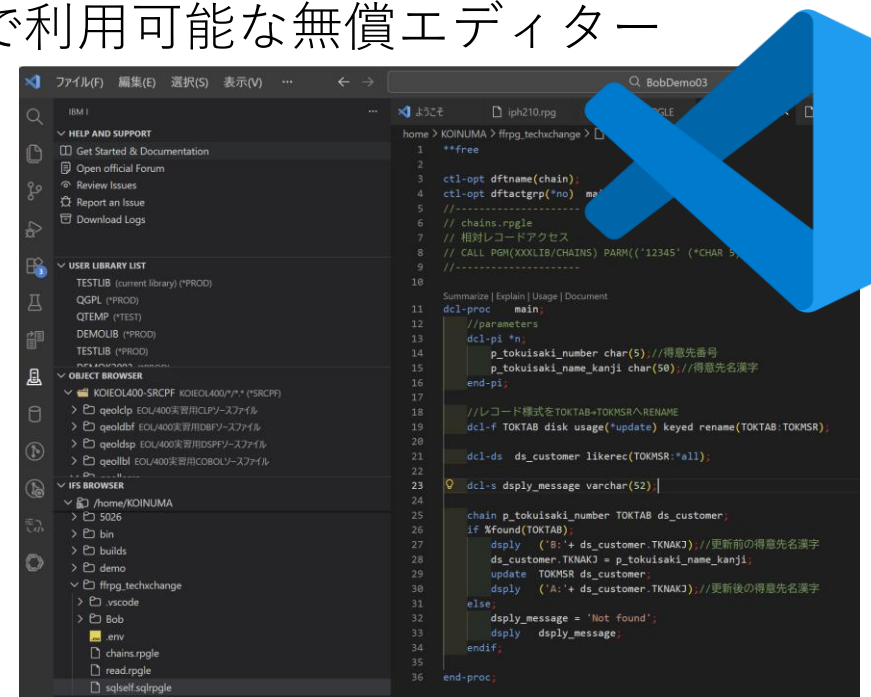 で利用可能な無償エディター
ファイル(F) 編集(E) 選択(S) 表示(V) ··· ← → BobDemo03
IBM I ···
HELP AND SUPPORT
Get Started & Documentation
Open official Forum
Review Issues
Report an Issue
Download Logs
USER LIBRARY LIST
TESTLIB (current library) (*PROD)
QGPL (*PROD)
QTEMP (*TEST)
DEMOLIB (*PROD)
TESTLIB (*PROD)
OBJECT BROWSER
KOIEOL400-SRCPF KOIEOL400/*/*.* (*SRCPF)
qeolclp EOL/400実習用CLPソースファイル
qeoldbf EOL/400実習用DBFソースファイル
qeoldsp EOL/400実習用DSPFソースファイル
qeollbl EOL/400実習用COBOLソースファイル
IFS BROWSER
/home/KOINUMA
5026
bin
builds
demo
ffrpg_techxchange
.vscode
Bob
.env
chains.rpgle
read.rpgle
sqlself.sqlrpgle
3
ようこそ iph210.rpg
home > KOINUMA > ffrpg_techxchange >
1 **free
2
3 ctl-opt dftname(chain);
4 ctl-opt dftactgrp(*no)
5 //---------------------
6 // chains.rpgle
7 // 相対レコードアクセス
8 // CALL PGM(XXXLIB/CHAINS) PARM(('12345' (*CHAR 5)
9 //---------------------
10
Summarize | Explain | Usage | Document
11 dcl-proc main;
12 //parameters
13 dcl-pi *n;
14 p_tokuisaki_number char(5);//得意先番号
15 p_tokuisaki_name_kanji char(50);//得意先名漢字
16 end-pi;
17
18 //レコード様式をTOKTAB→TOKMSRへRENAME
19 dcl-f TOKTAB disk usage(*update) keyed rename(TOKTAB:TOKMSR);
20
21 dcl-ds ds_customer likerec(TOKMSR:*all);
22
23 dcl-s dsply_message varchar(52);
24
25 chain p_tokuisaki_number TOKTAB ds_customer;
26 if %found(TOKTAB);
27 dsply ('B:'+ ds_customer.TKNAKJ);//更新前の得意先名漢字
28 ds_customer.TKNAKJ = p_tokuisaki_name_kanji;
29 update TOKMSR ds_customer;
30 dsply ('A:'+ ds_customer.TKNAKJ);//更新後の得意先名漢字
31 else;
32 dsply_message = 'Not found';
33 dsply dsply_message;
34 endif;
35
36 end-proc;